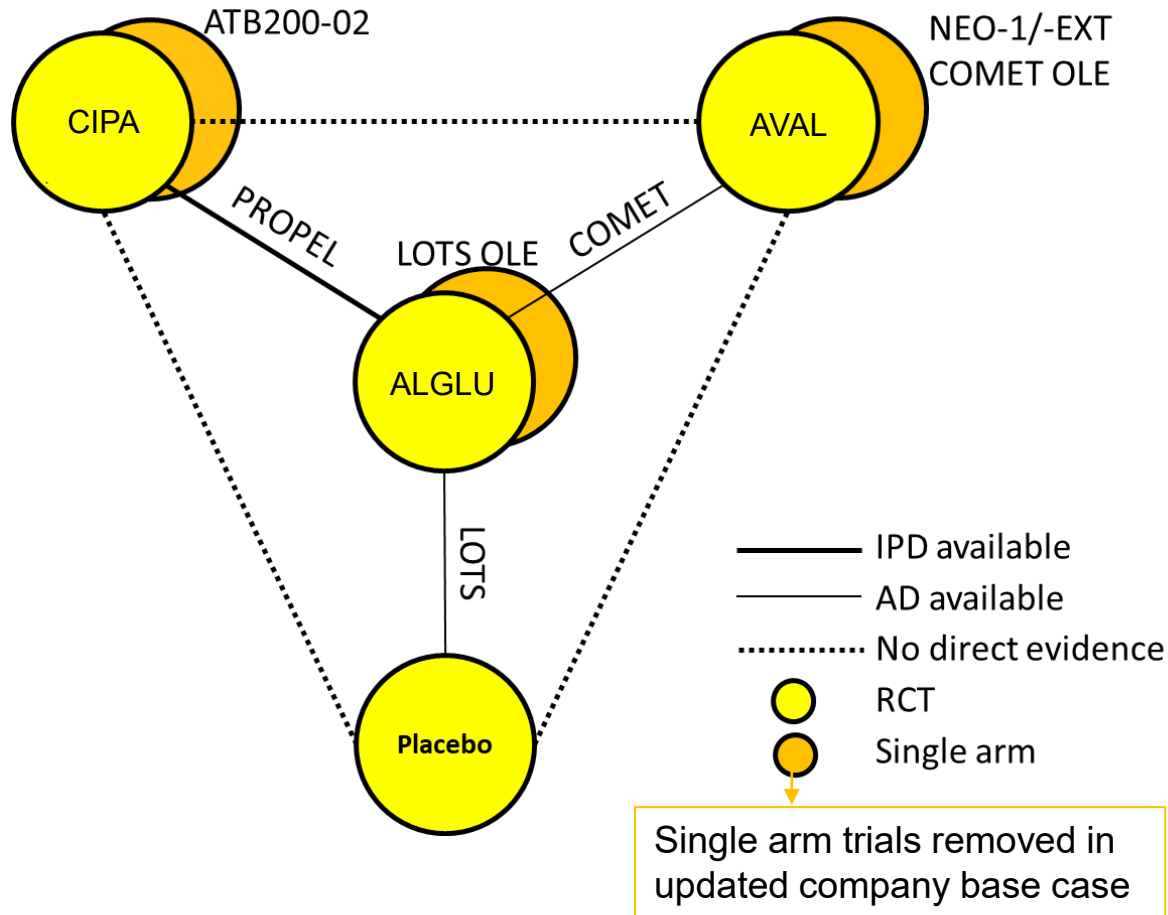 ATB200-02
NEO-1/-EXT
COMET OLE
CIPA
AVAL
PROPEL
COMET
LOTS OLE
ALGLU
LOTS
Placebo
IPD available
AD available
No direct evidence
RCT
Single arm
Single arm trials removed in
updated company base case